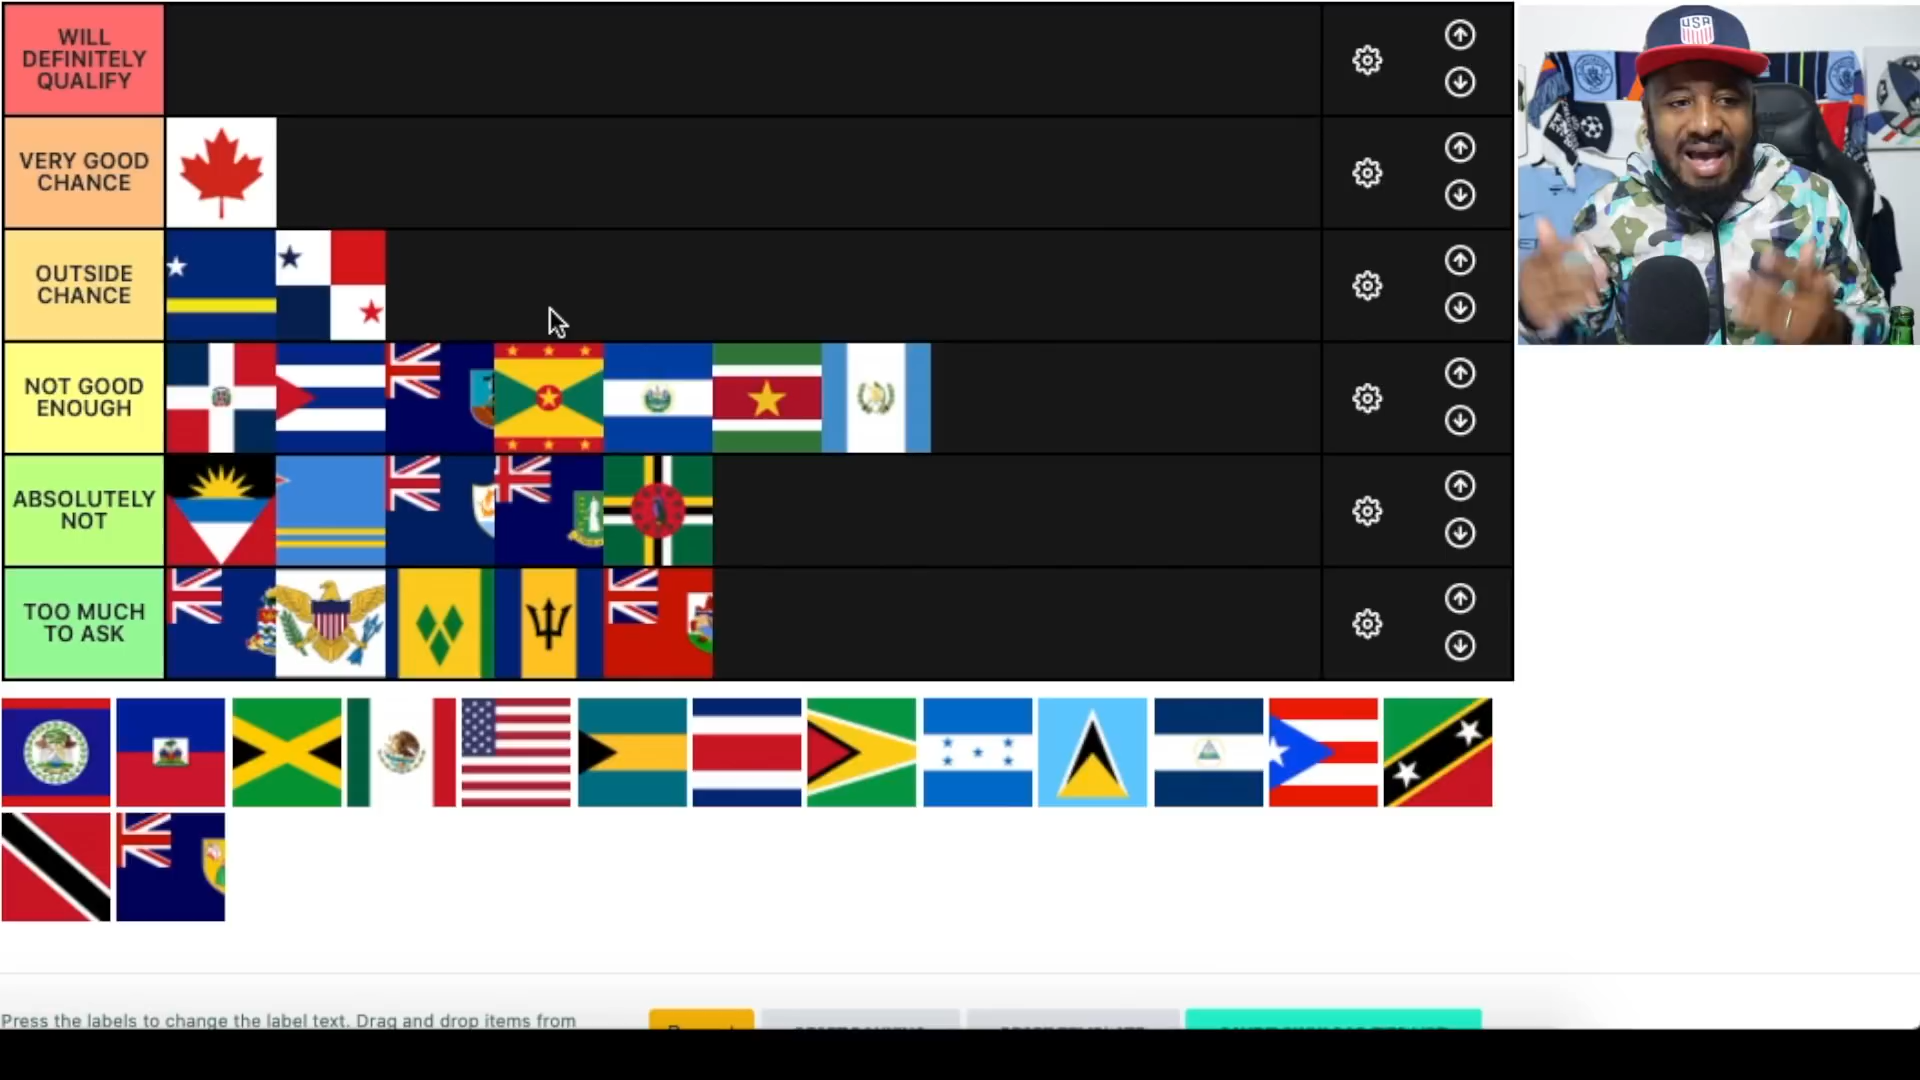 WILL
DEFINITELY
QUALIFY
USA
VERY GOOD
CHANCE
OUTSIDE
CHANCE
NOT GOOD
ENOUGH
ABSOLUTELY
NOT
TOO MUCH
TO ASK
Press the labels to change the label text. Drag and drop items from